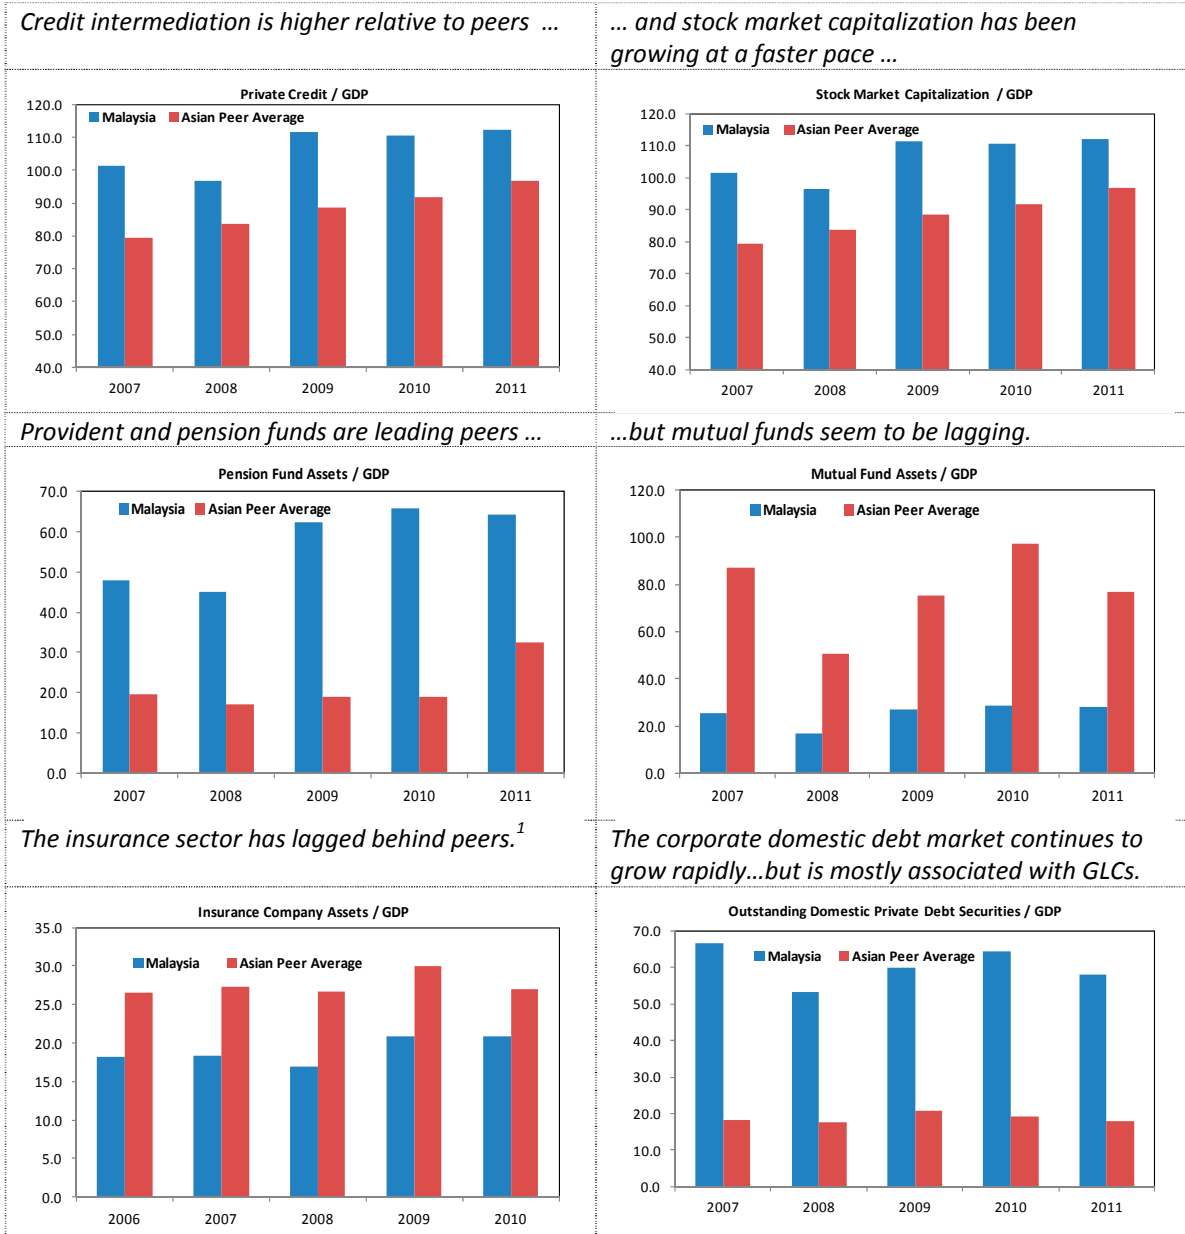 Credit intermediation is higher relative to peers …
… and stock market capitalization has been
growing at a faster pace …
Private Credit / GDP
Malaysia Asian Peer Average
120.0
110.0
100.0
90.0
80.0
70.0
60.0
50.0
40.0
2007 2008 2009 2010 2011
Stock Market Capitalization / GDP
Malaysia Asian Peer Average
120.0
110.0
100.0
90.0
80.0
70.0
60.0
50.0
40.0
2007 2008 2009 2010 2011
Provident and pension funds are leading peers …
…but mutual funds seem to be lagging.
Pension Fund Assets / GDP
Malaysia Asian Peer Average
70.0
60.0
50.0
40.0
30.0
20.0
10.0
0.0
2007 2008 2009 2010 2011
Mutual Fund Assets / GDP
Malaysia Asian Peer Average
120.0
100.0
80.0
60.0
40.0
20.0
0.0
2007 2008 2009 2010 2011
The insurance sector has lagged behind peers.1
The corporate domestic debt market continues to
grow rapidly…but is mostly associated with GLCs.
Insurance Company Assets / GDP
Malaysia Asian Peer Average
35.0
30.0
25.0
20.0
15.0
10.0
5.0
0.0
2006 2007 2008 2009 2010
Outstanding Domestic Private Debt Securities / GDP
Malaysia Asian Peer Average
70.0
60.0
50.0
40.0
30.0
20.0
10.0
0.0
2007 2008 2009 2010 2011